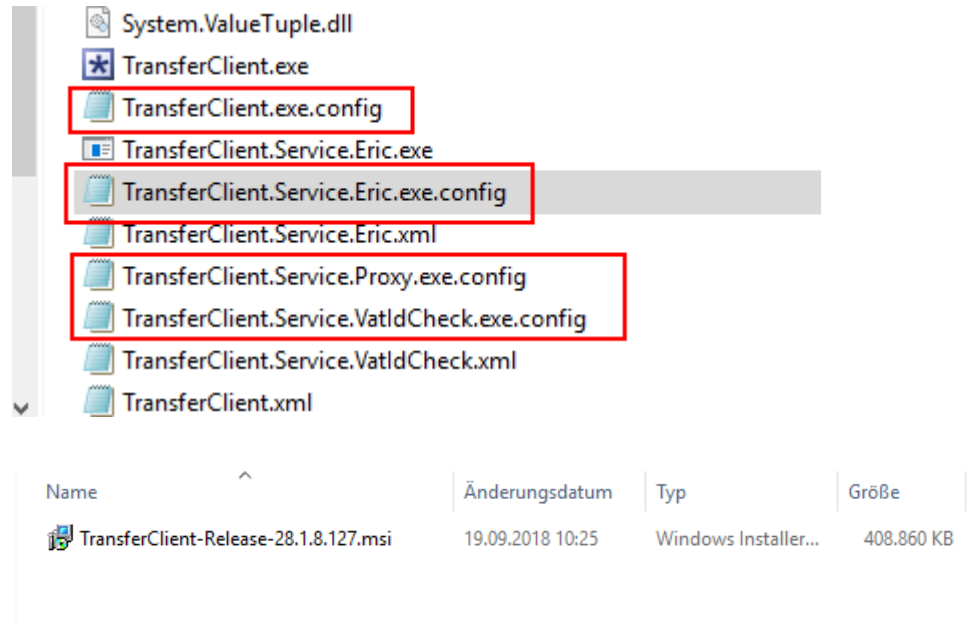 System.ValueTuple.dll
TransferClient.exe
TransferClient.exe.config
TransferClient.Service.Eric.exe
TransferClient.Service.Eric.exe.config
TransferClient.Service.Eric.xml
TransferClient.Service.Proxy.exe.config
TransferClient.Service.VatIdCheck.exe.config
TransferClient.Service.VatIdCheck.xml
TransferClient.xml
Name Änderungsdatum Typ Größe
TransferClient-Release-28.1.8.127.msi 19.09.2018 10:25 Windows Installer... 408.860 KB